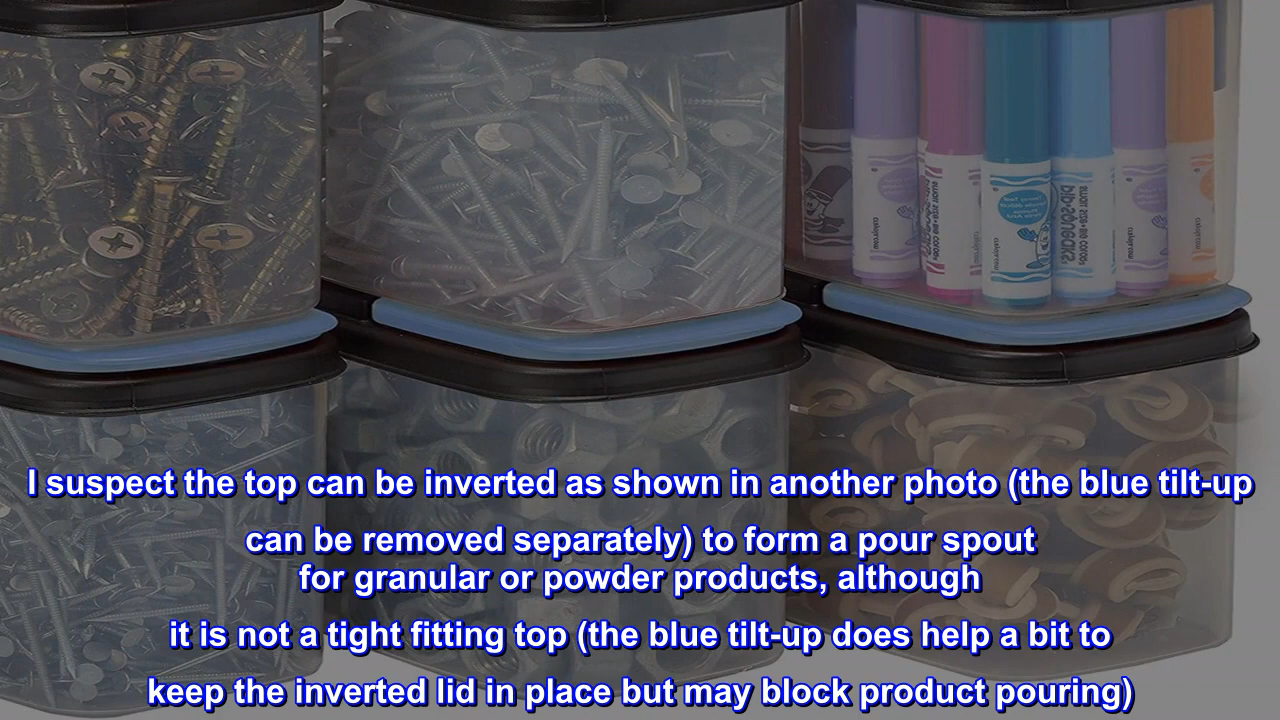 I suspect the top can be inverted as shown in another photo (the blue tilt-up
can be removed separately) to form a pour spout
for granular or powder products, although
it is not a tight fitting top (the blue tilt-up does help a bit to
keep the inverted lid in place but may block product pouring)